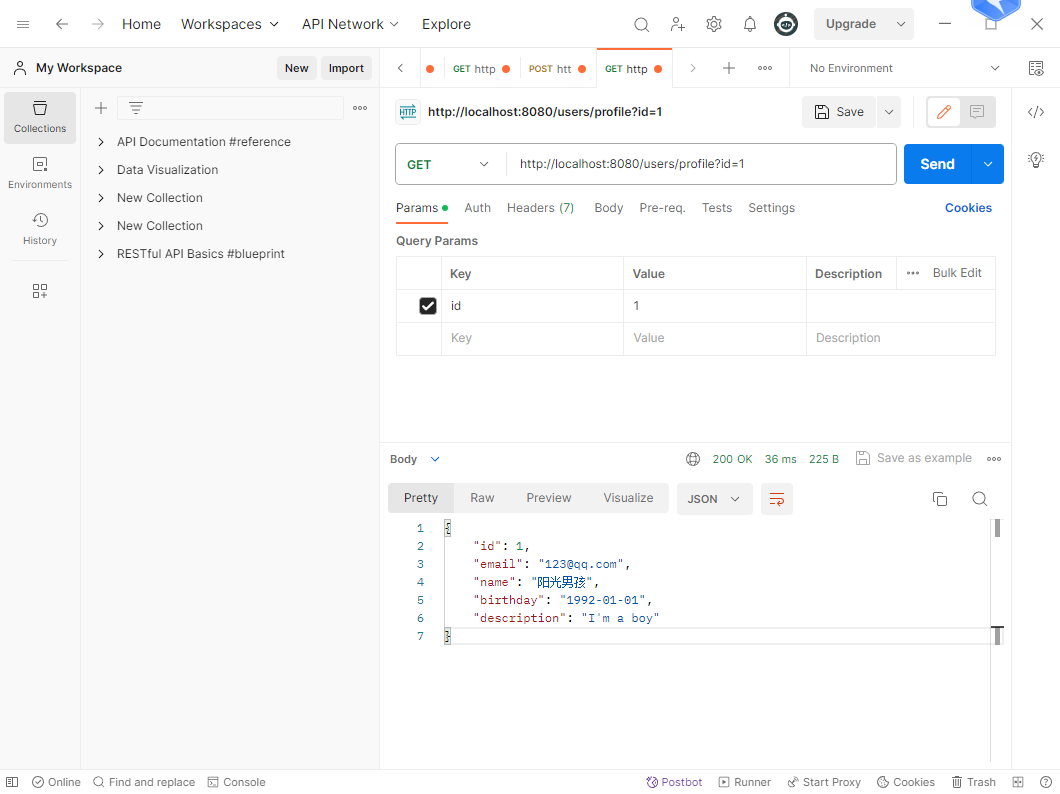 Home Workspaces API Network Explore Upgrade
My Workspace New Import
GET http POST htt GET http No Environment
Collections
Environments
History
API Documentation #reference
Data Visualization
New Collection
New Collection
RESTful API Basics #blueprint
HTTP http://localhost:8080/users/profile?id=1 Save
GET http://localhost:8080/users/profile?id=1 Send
Params Auth Headers (7) Body Pre-req. Tests Settings Cookies
Query Params
Key Value Description Bulk Edit
id 1
Key Value Description
Body 200 OK 36 ms 225 B Save as example
Pretty Raw Preview Visualize JSON
1 {
2 "id": 1,
3 "email": "123@qq.com",
4 "name": "阳光男孩",
5 "birthday": "1992-01-01",
6 "description": "I'm a boy"
7 }
Online Find and replace Console Postbot Runner Start Proxy Cookies Trash